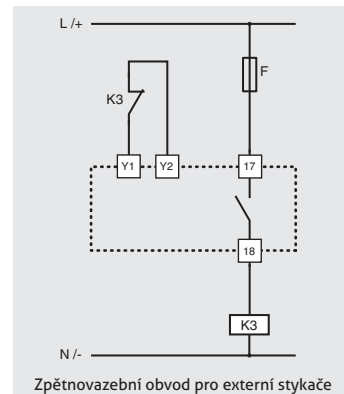 L /+
F
K3
Y1 Y2 17
18
K3
N /-
Zpětnovazební obvod pro externí stykače